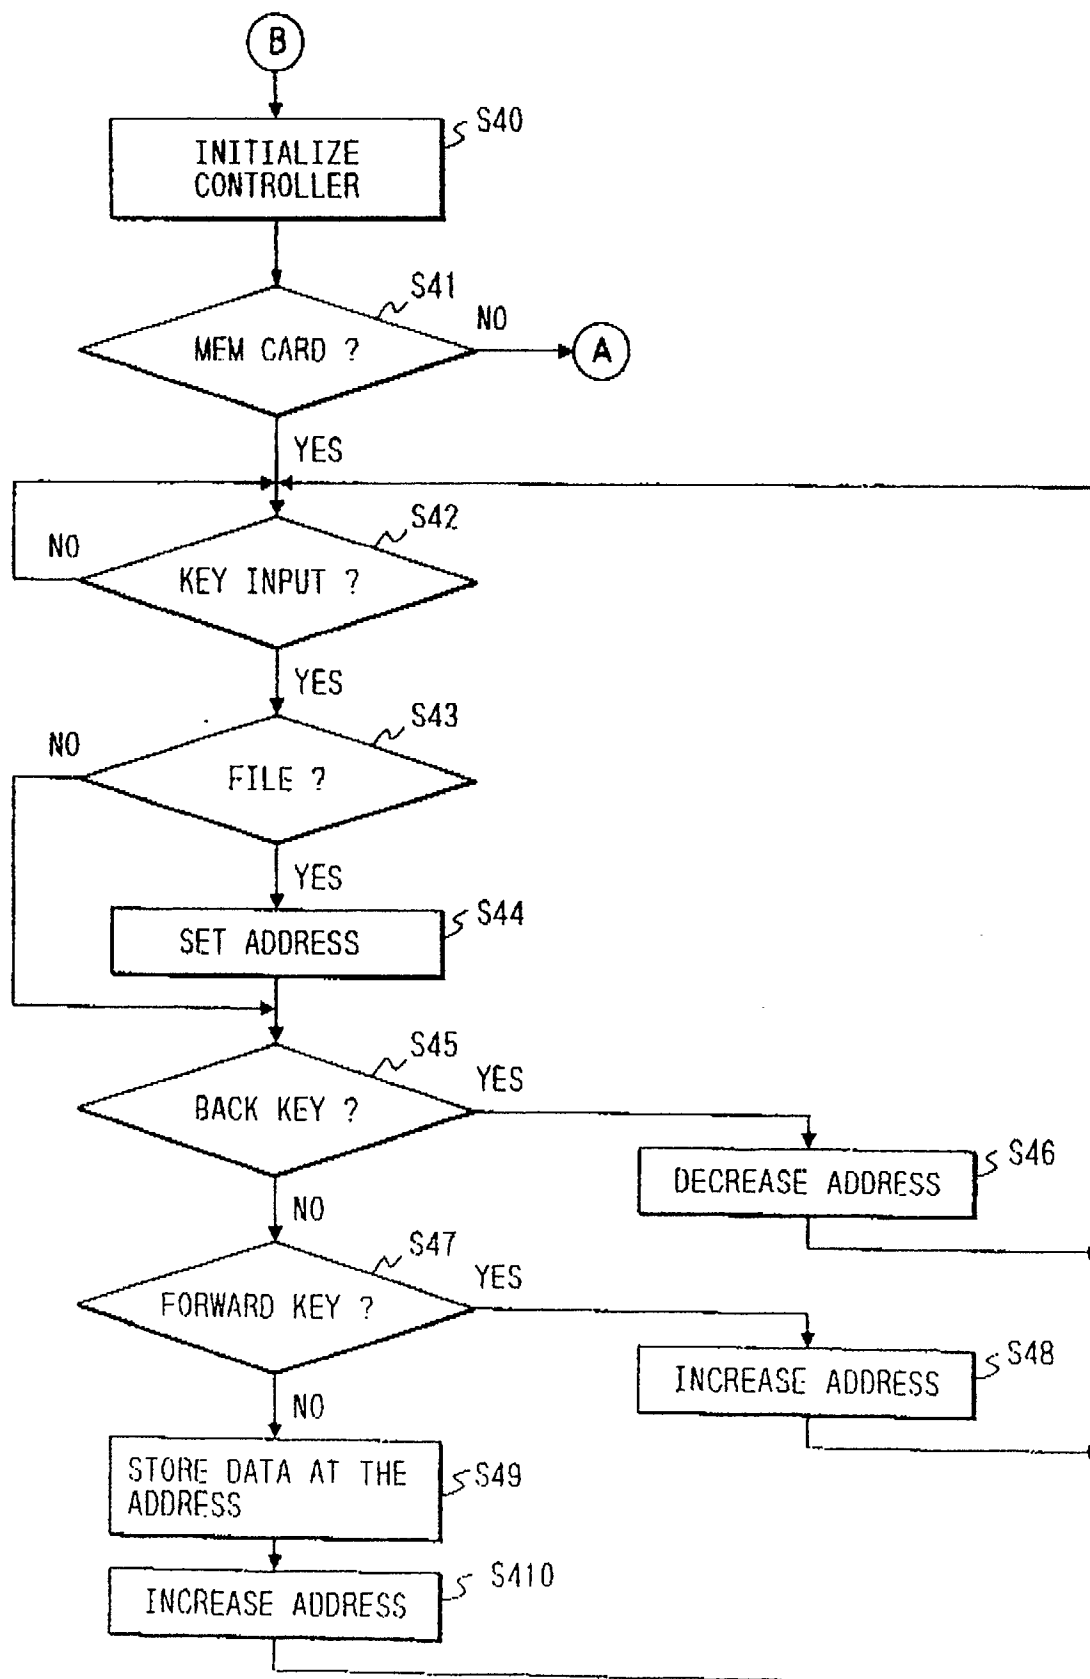 B
S40
INITIALIZE
CONTROLLER
S41
MEM CARD ?
NO
A
YES
S42
NO
KEY INPUT ?
YES
S43
NO
FILE ?
YES
S44
SET ADDRESS
S45
YES
BACK KEY ?
S46
DECREASE ADDRESS
NO
S47
YES
FORWARD KEY ?
S48
INCREASE ADDRESS
NO
STORE DATA AT THE
ADDRESS
S49
S410
INCREASE ADDRESS